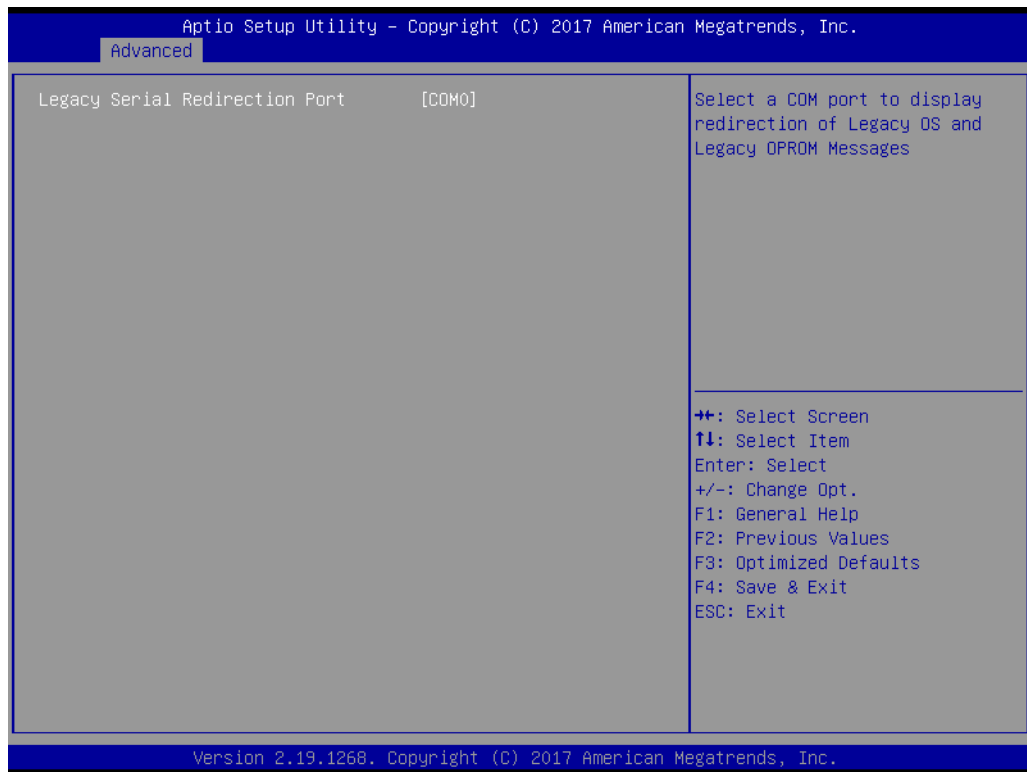 Aptio Setup Utility – Copyright (C) 2017 American Megatrends, Inc.
Advanced
Legacy Serial Redirection Port [COM0]
Select a COM port to display
redirection of Legacy OS and
Legacy OPROM Messages
→←: Select Screen
↑↓: Select Item
Enter: Select
+/-: Change Opt.
F1: General Help
F2: Previous Values
F3: Optimized Defaults
F4: Save & Exit
ESC: Exit
Version 2.19.1268. Copyright (C) 2017 American Megatrends, Inc.